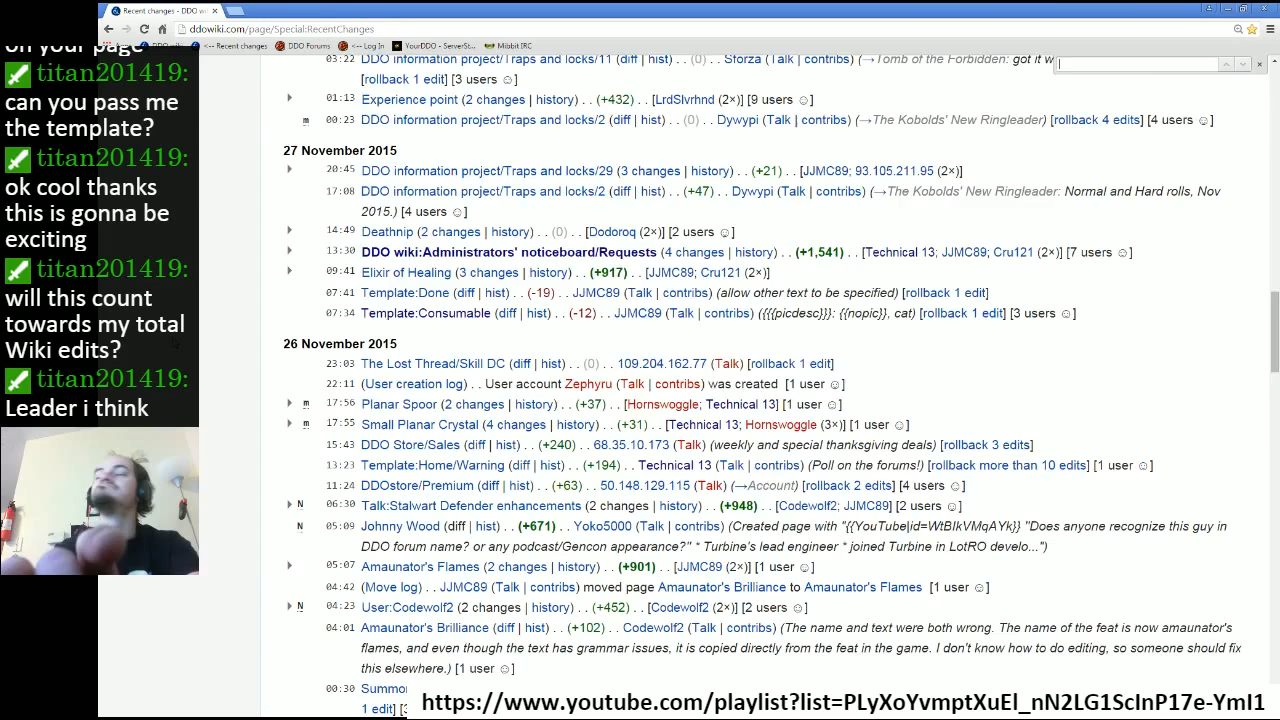 on your page
titan201419:
can you pass me
the template?
titan201419:
ok cool thanks
this is gonna be
exciting
titan201419:
will this count
towards my total
Wiki edits?
titan201419:
Leader i think
Recent changes - DDO wi
ddowiki.com/page/Special:RecentChanges
<-- Recent changes DDO Forums <-- Log In YourDDO - ServerSt... Mibbit IRC
03:22 DDO information project/Traps and locks/11 (diff | hist) . . (0) . . Sforza (Talk | contribs) (→Tomb of the Forbidden: got it w
[rollback 1 edit] [3 users ☺]
01:13 Experience point (2 changes | history) . . (+432) . . [LrdSlvrhnd (2×)] [9 users ☺]
m 00:23 DDO information project/Traps and locks/2 (diff | hist) . . (0) . . Dywypi (Talk | contribs) (→The Kobolds' New Ringleader) [rollback 4 edits] [4 users ☺]
27 November 2015
20:45 DDO information project/Traps and locks/29 (3 changes | history) . . (+21) . . [JJMC89; 93.105.211.95 (2×)]
17:08 DDO information project/Traps and locks/2 (diff | hist) . . (+47) . . Dywypi (Talk | contribs) (→The Kobolds' New Ringleader: Normal and Hard rolls, Nov
2015.) [4 users ☺]
14:49 Deathnip (2 changes | history) . . (0) . . [Dodoroq (2×)] [2 users ☺]
13:30 DDO wiki:Administrators' noticeboard/Requests (4 changes | history) . . (+1,541) . . [Technical 13; JJMC89; Cru121 (2×)] [7 users ☺]
09:41 Elixir of Healing (3 changes | history) . . (+917) . . [JJMC89; Cru121 (2×)]
07:41 Template:Done (diff | hist) . . (-19) . . JJMC89 (Talk | contribs) (allow other text to be specified) [rollback 1 edit]
07:34 Template:Consumable (diff | hist) . . (-12) . . JJMC89 (Talk | contribs) ({{{picdesc}: {{nopic}, cat) [rollback 1 edit] [3 users ☺]
26 November 2015
23:03 The Lost Thread/Skill DC (diff | hist) . . (0) . . 109.204.162.77 (Talk) [rollback 1 edit]
22:11 (User creation log) . . User account Zephyru (Talk | contribs) was created [1 user ☺]
m 17:56 Planar Spoor (2 changes | history) . . (+37) . . [Hornswoggle; Technical 13] [1 user ☺]
m 17:55 Small Planar Crystal (4 changes | history) . . (+31) . . [Technical 13; Hornswoggle (3×)] [1 user ☺]
15:43 DDO Store/Sales (diff | hist) . . (+240) . . 68.35.10.173 (Talk) (weekly and special thanksgiving deals) [rollback 3 edits]
13:23 Template:Home/Warning (diff | hist) . . (+194) . . Technical 13 (Talk | contribs) (Poll on the forums!) [rollback more than 10 edits] [1 user ☺]
11:24 DDOstore/Premium (diff | hist) . . (+63) . . 50.148.129.115 (Talk) (→Account) [rollback 2 edits] [4 users ☺]
N 06:30 Talk:Stalwart Defender enhancements (2 changes | history) . . (+948) . . [Codewolf2; JJMC89] [2 users ☺]
N 05:09 Johnny Wood (diff | hist) . . (+671) . . Yoko5000 (Talk | contribs) (Created page with "{{YouTube|id=WtBIkVMqAYk}} "Does anyone recognize this guy in
DDO forum name? or any podcast/Gencon appearance?" * Turbine's lead engineer * joined Turbine in LotRO develo...")
05:07 Amaunator's Flames (2 changes | history) . . (+901) . . [JJMC89 (2×)] [1 user ☺]
04:42 (Move log) . . JJMC89 (Talk | contribs) moved page Amaunator's Brilliance to Amaunator's Flames [1 user ☺]
N 04:23 User:Codewolf2 (2 changes | history) . . (+452) . . [Codewolf2 (2×)] [2 users ☺]
04:01 Amaunator's Brilliance (diff | hist) . . (+102) . . Codewolf2 (Talk | contribs) (The name and text were both wrong. The name of the feat is now amaunator's
flames, and even though the text has grammar issues, it is copied directly from the feat in the game. I don't know how to do editing, so someone should fix
this elsewhere.) [1 user ☺]
00:30 Summo
1 edit] [3
https://www.youtube.com/playlist?list=PLyXoYvmptXuEl_nN2LG1ScInP17e-YmI1